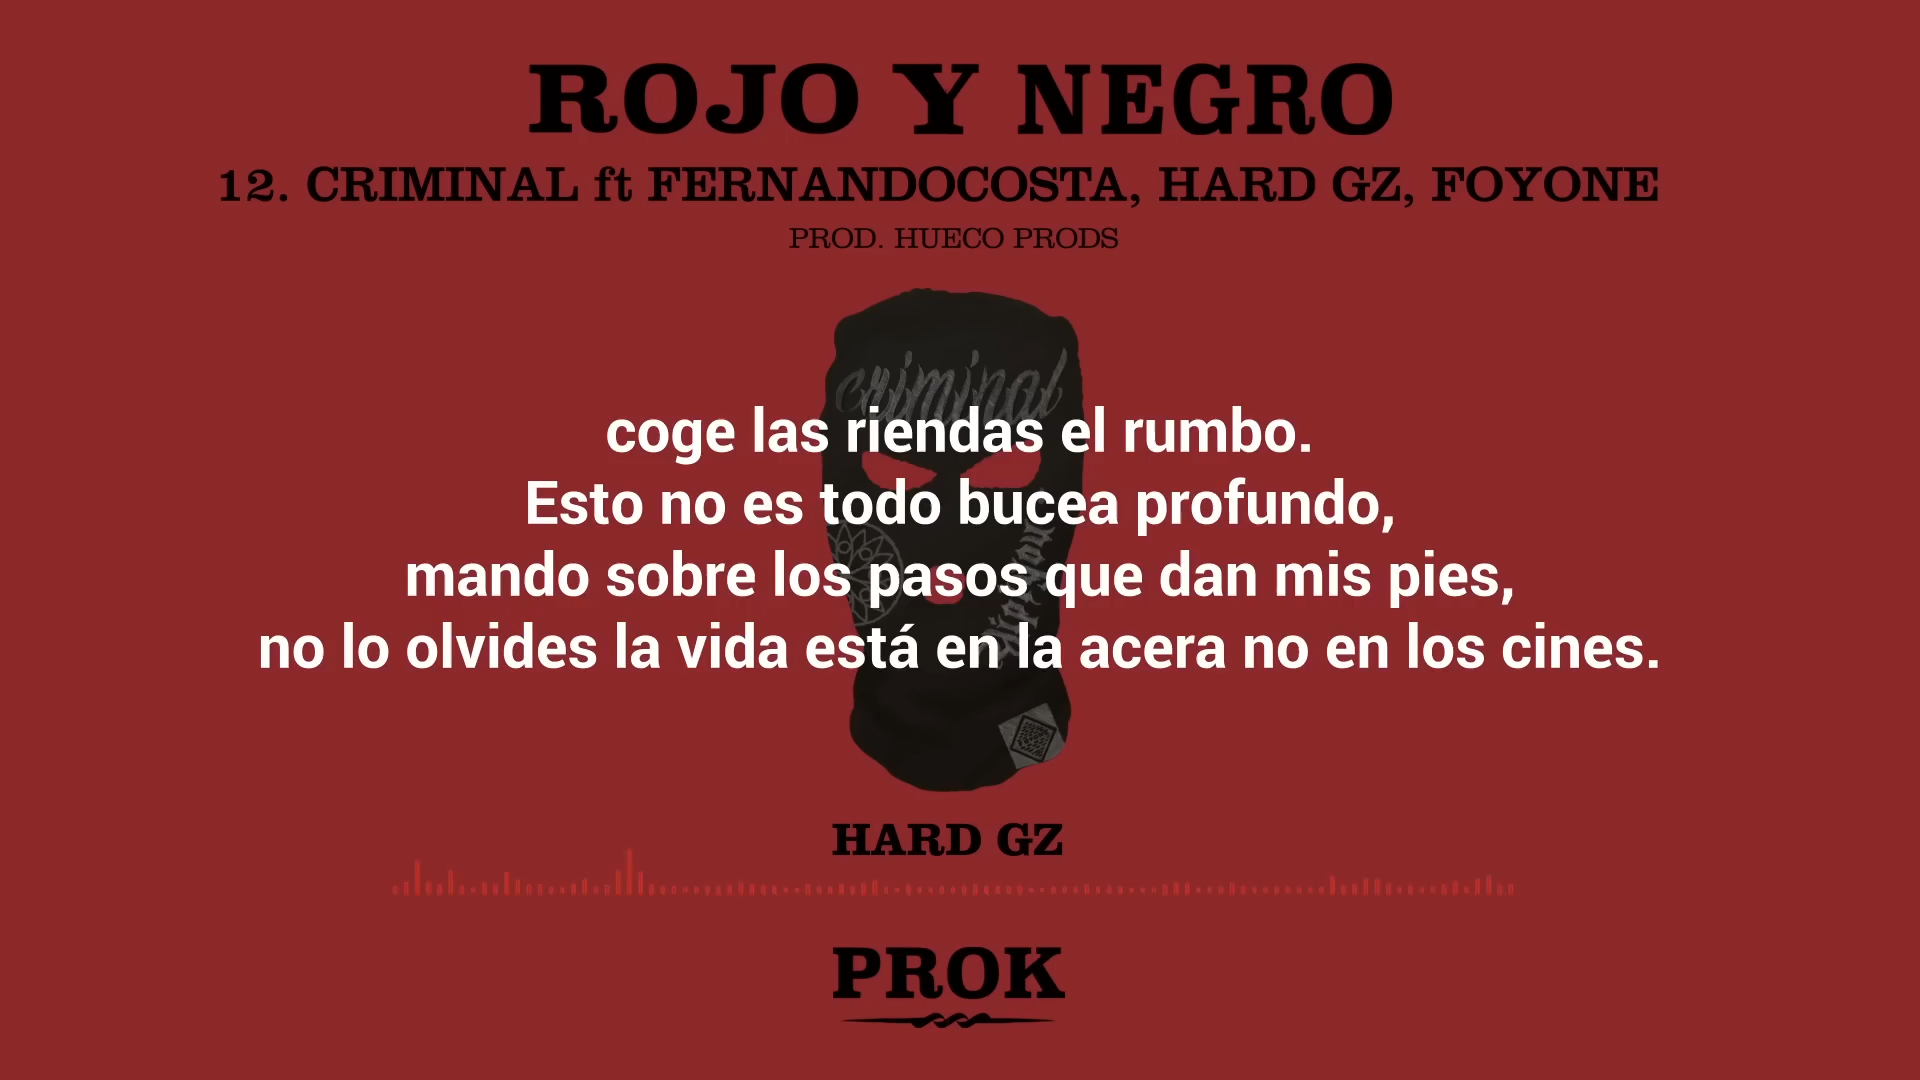 ROJO Y NEGRO
12. CRIMINAL ft FERNANDOCOSTA, HARD GZ, FOYONE
PROD. HUECO PRODS
criminal
coge las riendas el rumbo.
Esto no es todo bucea profundo,
mando sobre los pasos que dan mis pies,
no lo olvides la vida está en la acera no en los cines.
HARD GZ
PROK